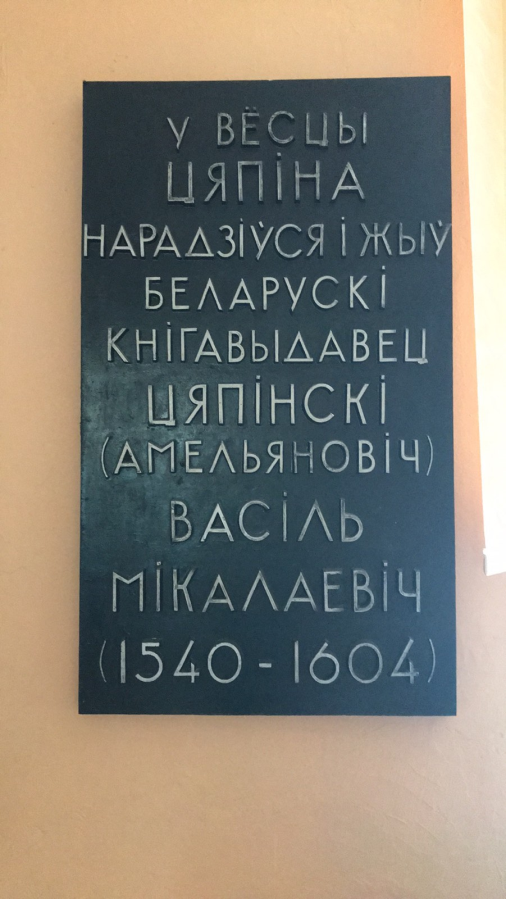 У ВЁСЦЫ
ЦЯПІНА
НАРАДЗІЎСЯ І ЖЫЎ
БЕЛАРУСКІ
КНІГАВЫДАВЕЦ
ЦЯПІНСКІ
(АМЕЛЬЯНОВІЧ)
ВАСІЛЬ
МІКАЛАЕВІЧ
(1540 - 1604)